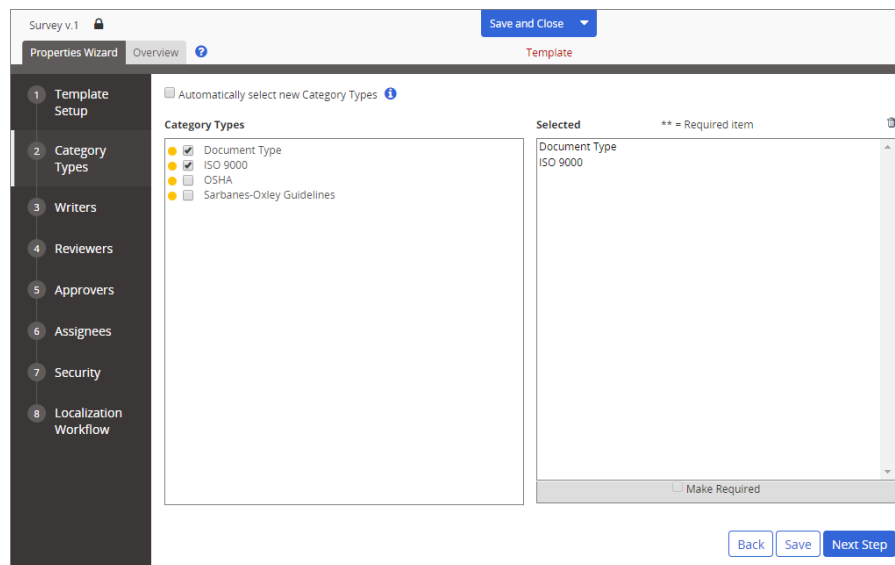 Survey v.1
Save and Close
Properties Wizard
Overview
?
Template
1 Template
Setup
2 Category
Types
3 Writers
4 Reviewers
5 Approvers
6 Assignees
7 Security
8 Localization
Workflow
Automatically select new Category Types i
Category Types
Document Type
ISO 9000
OSHA
Sarbanes-Oxley Guidelines
Selected ** = Required item
Document Type
ISO 9000
Make Required
Back Save Next Step